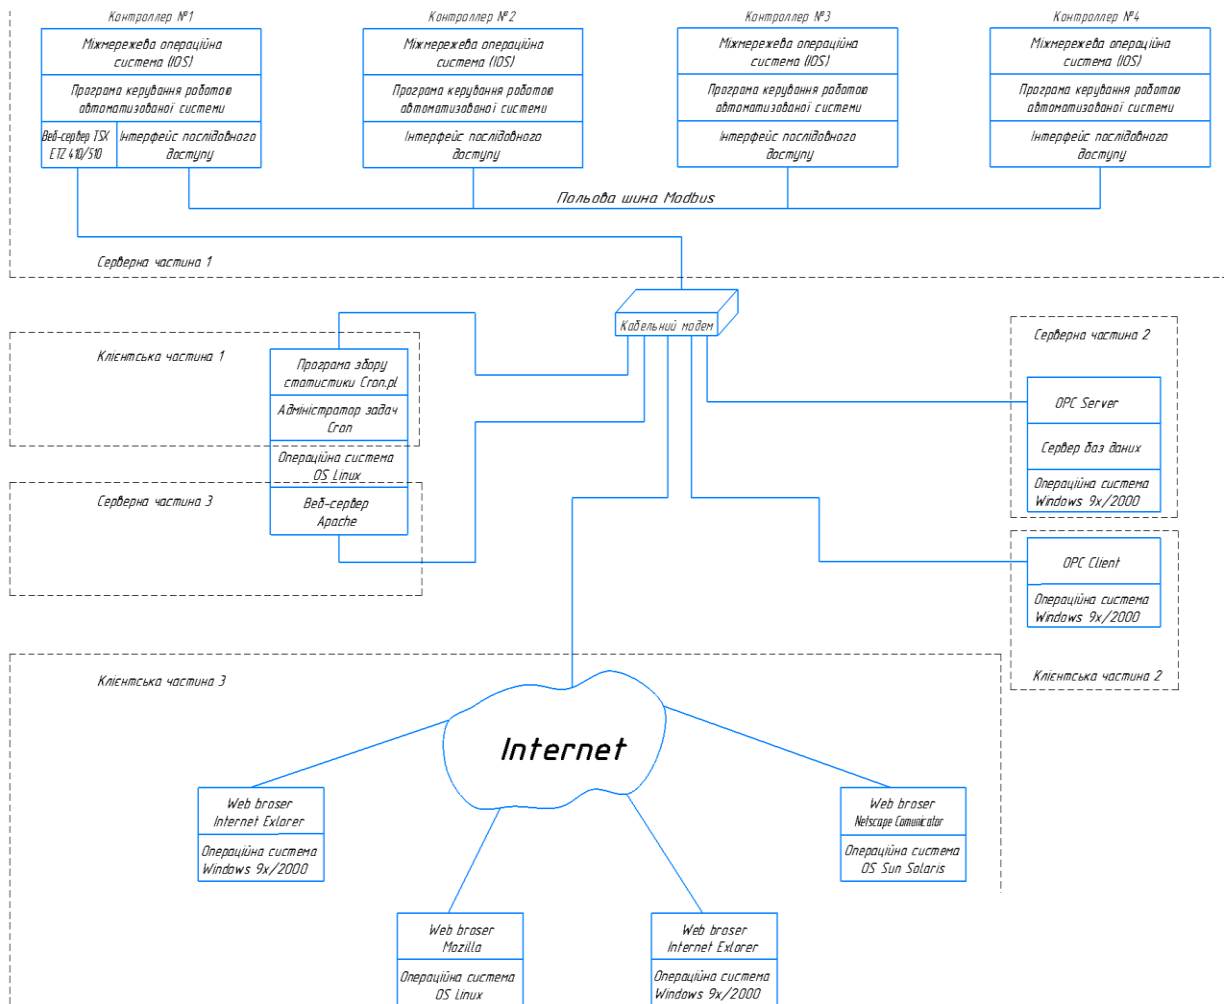 Контроллер №1
Міжмережева операційна
система (IOS)
Програма керування роботою
автоматизованої системи
Веб-сервер TSX
ETZ 410/510
Інтерфейс послідовного
доступу
Контроллер №2
Міжмережева операційна
система (IOS)
Програма керування роботою
автоматизованої системи
Інтерфейс послідовного
доступу
Контроллер №3
Міжмережева операційна
система (IOS)
Програма керування роботою
автоматизованої системи
Інтерфейс послідовного
доступу
Контроллер №4
Міжмережева операційна
система (IOS)
Програма керування роботою
автоматизованої системи
Інтерфейс послідовного
доступу
Польова шина Modbus
Серверна частина 1
Кабельний модем
Клієнтська частина 1
Програма збору
статистики Cron.pl
Адміністратор задач
Cron
Операційна система
OS Linux
Серверна частина 3
Веб-сервер
Apache
Серверна частина 2
OPC Server
Сервер баз даних
Операційна система
Windows 9x/2000
OPC Client
Операційна система
Windows 9x/2000
Клієнтська частина 2
Клієнтська частина 3
Internet
Web broser
Internet Exlorer
Операційна система
Windows 9x/2000
Web broser
Netscape Comunicator
Операційна система
OS Sun Solaris
Web broser
Mozilla
Операційна система
OS Linux
Web broser
Internet Exlorer
Операційна система
Windows 9x/2000